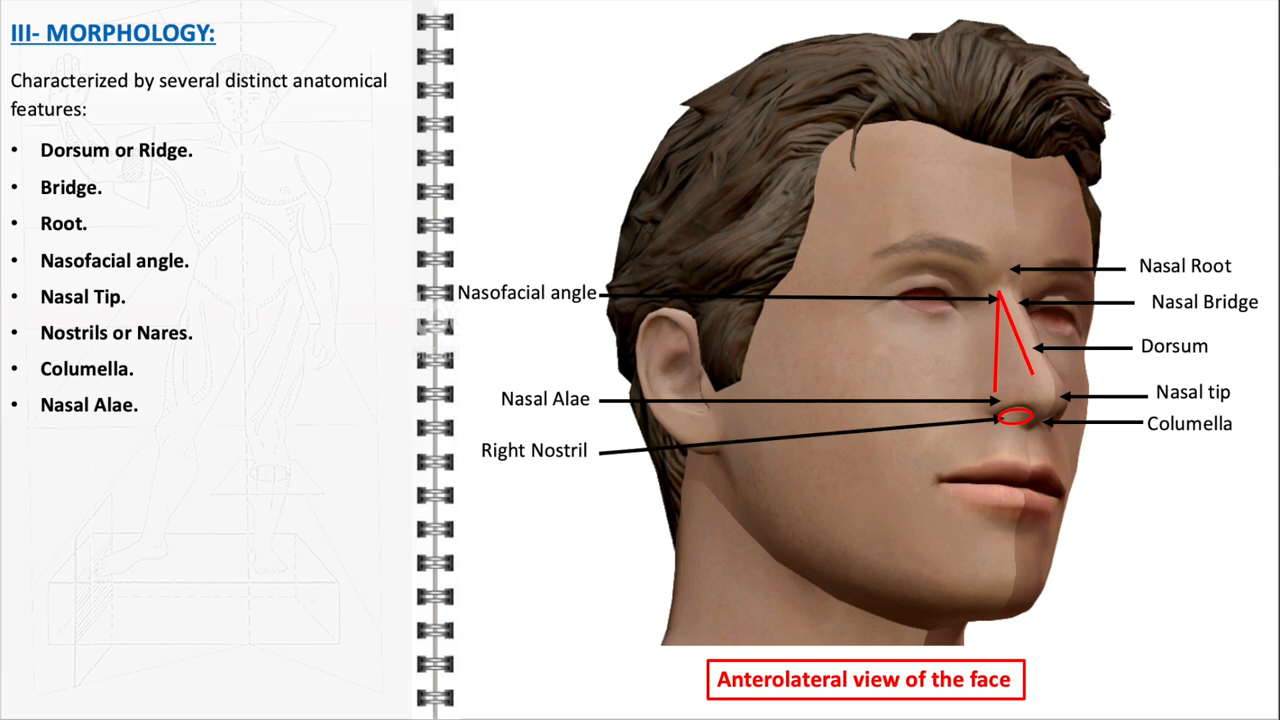 III- MORPHOLOGY:
Characterized by several distinct anatomical
features:
• Dorsum or Ridge.
• Bridge.
• Root.
• Nasofacial angle.
• Nasal Tip.
• Nostrils or Nares.
• Columella.
• Nasal Alae.
Nasal Root
Nasofacial angle
Nasal Bridge
Dorsum
Nasal tip
Nasal Alae
Columella
Right Nostril
Anterolateral view of the face